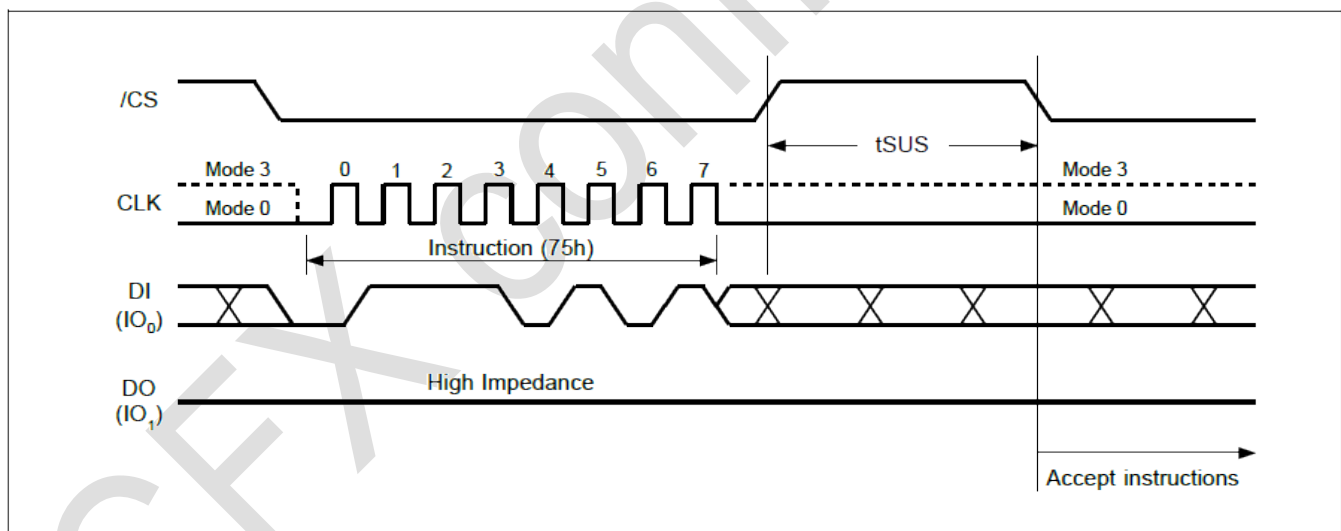 /CS
tSUS
Mode 3 0 1 2 3 4 5 6 7 Mode 3
CLK
Mode 0 Mode 0
Instruction (75h)
DI
(IO0)
High Impedance
DO
(IO1)
Accept instructions